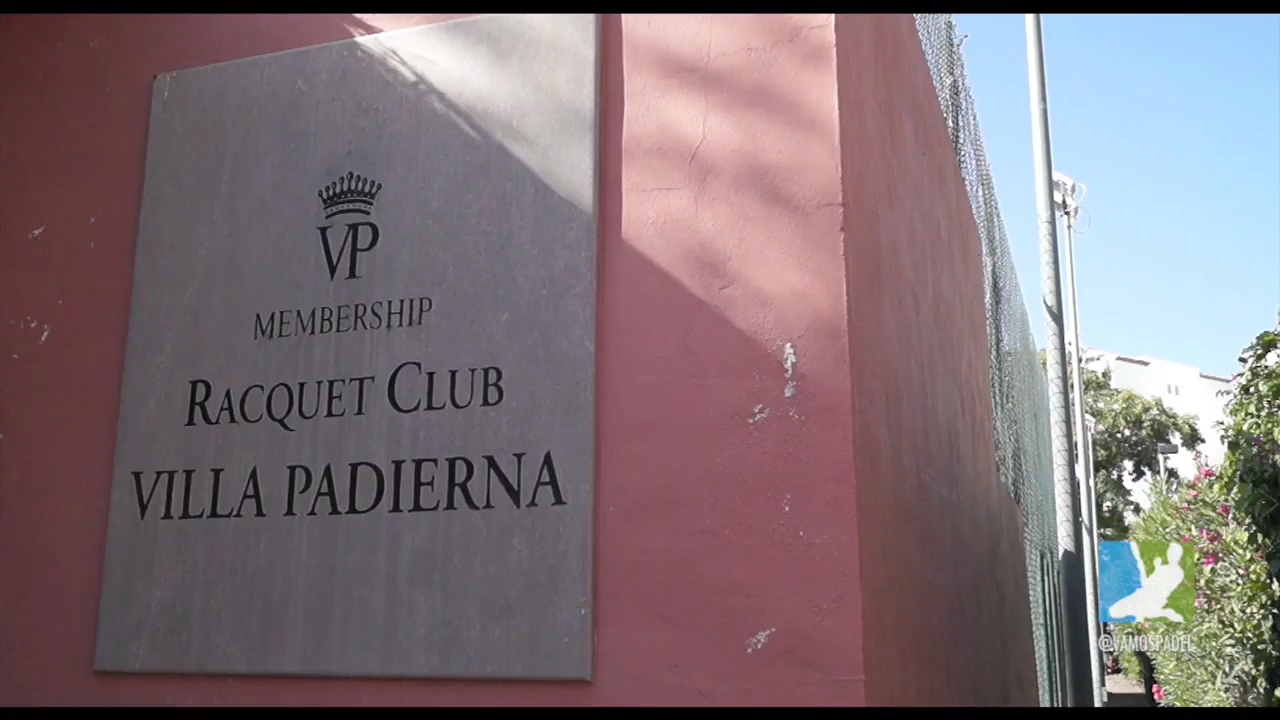 VP
MEMBERSHIP
RACQUET CLUB
VILLA PADIERNA
@VAMOSPADEL